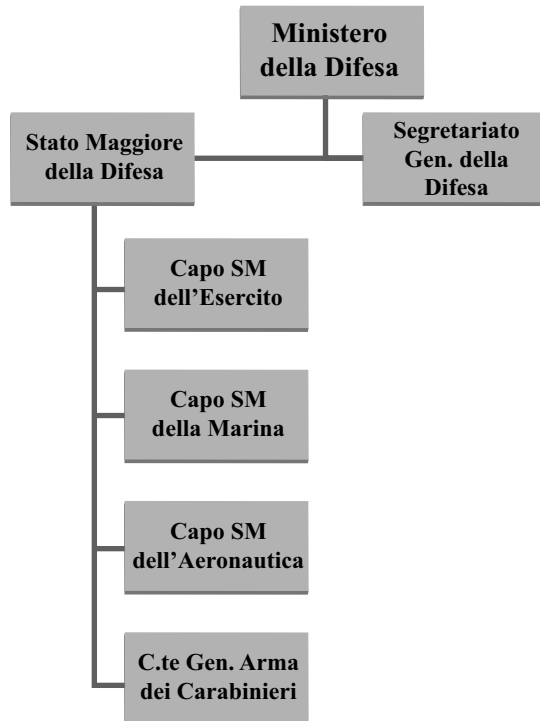 Ministero
della Difesa
Stato Maggiore
della Difesa
Segretariato
Gen. della
Difesa
Capo SM
dell’Esercito
Capo SM
della Marina
Capo SM
dell’Aeronautica
C.te Gen. Arma
dei Carabinieri